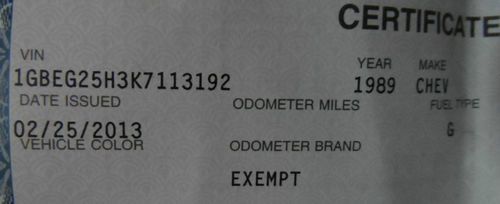 CERTIFICATE
VIN YEAR MAKE
1GBEG25H3K7113192 1989 CHEV
DATE ISSUED ODOMETER MILES FUEL TYPE
02/25/2013 G
VEHICLE COLOR ODOMETER BRAND
EXEMPT